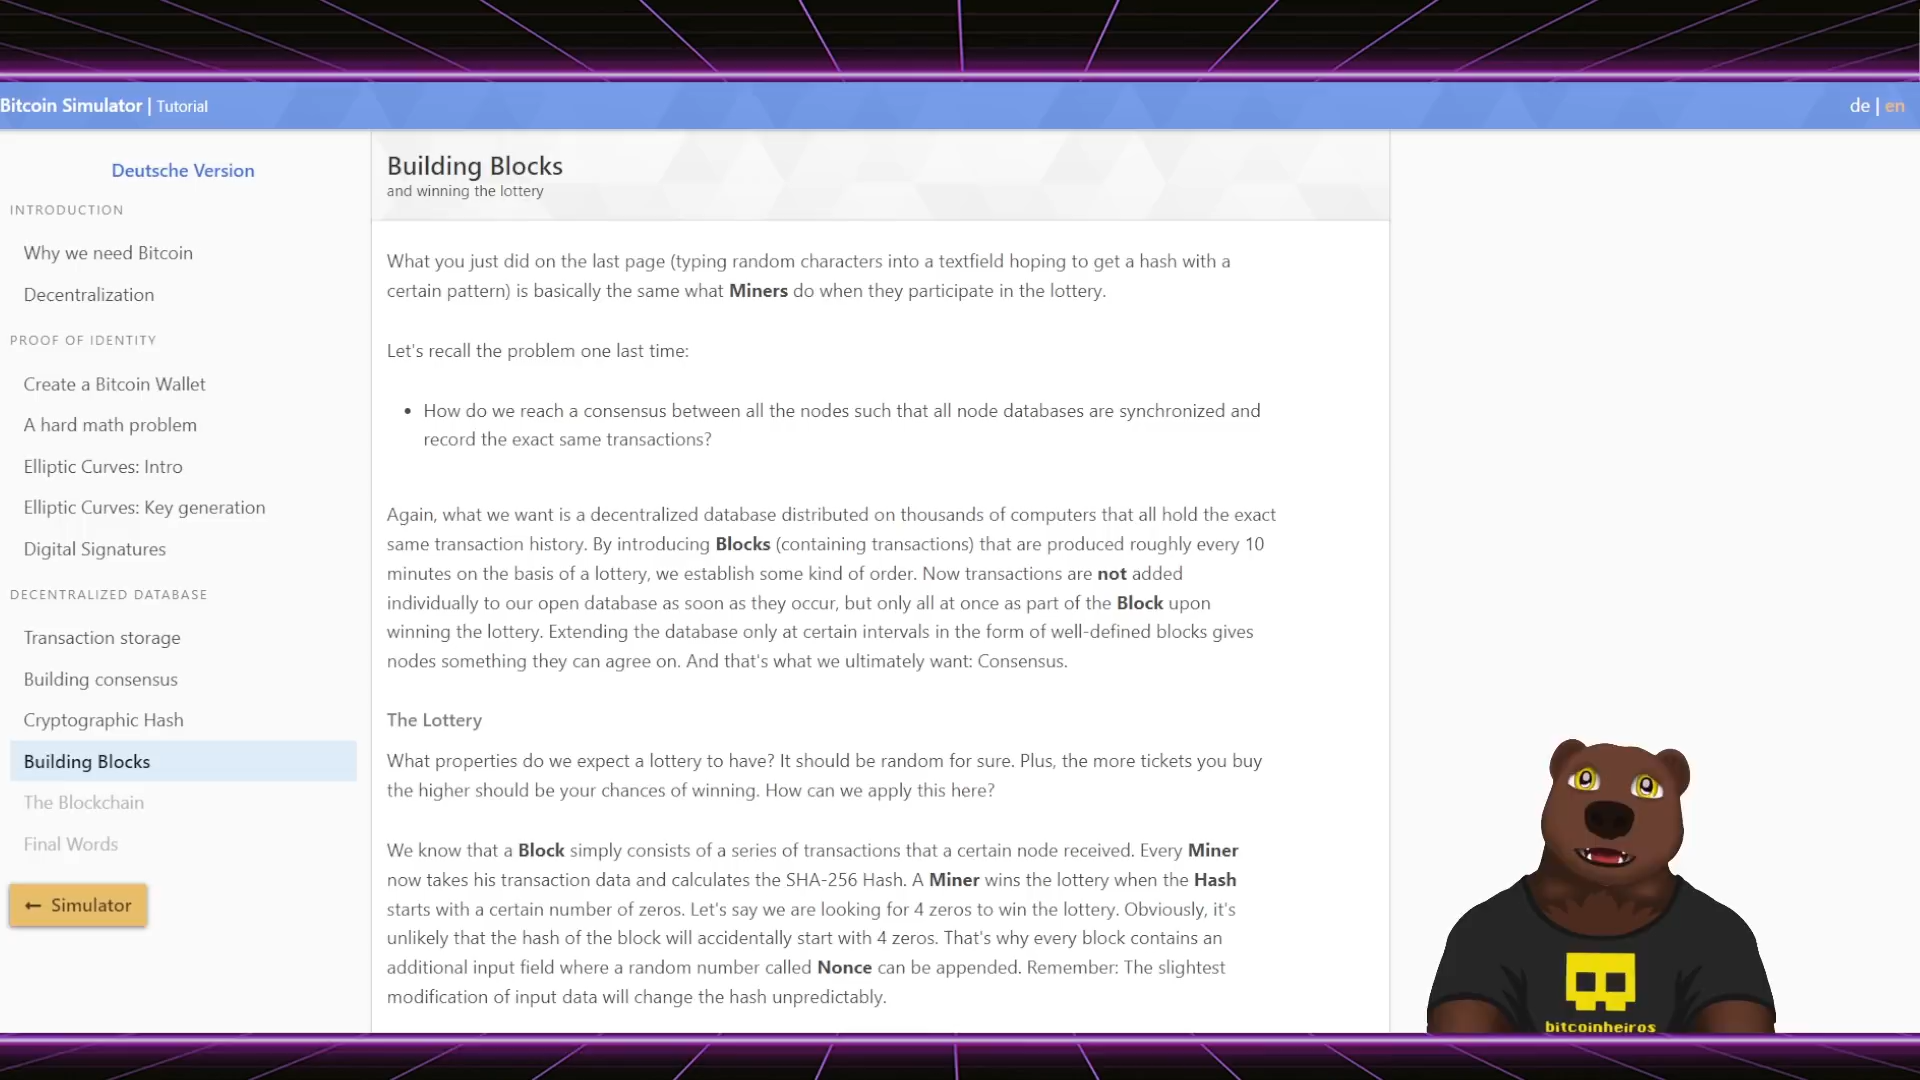 Bitcoin Simulator | Tutorial
de | en
Deutsche Version
INTRODUCTION
Why we need Bitcoin
Decentralization
PROOF OF IDENTITY
Create a Bitcoin Wallet
A hard math problem
Elliptic Curves: Intro
Elliptic Curves: Key generation
Digital Signatures
DECENTRALIZED DATABASE
Transaction storage
Building consensus
Cryptographic Hash
Building Blocks
The Blockchain
Final Words
← Simulator
Building Blocks
and winning the lottery
What you just did on the last page (typing random characters into a textfield hoping to get a hash with a
certain pattern) is basically the same what Miners do when they participate in the lottery.
Let's recall the problem one last time:
• How do we reach a consensus between all the nodes such that all node databases are synchronized and
record the exact same transactions?
Again, what we want is a decentralized database distributed on thousands of computers that all hold the exact
same transaction history. By introducing Blocks (containing transactions) that are produced roughly every 10
minutes on the basis of a lottery, we establish some kind of order. Now transactions are not added
individually to our open database as soon as they occur, but only all at once as part of the Block upon
winning the lottery. Extending the database only at certain intervals in the form of well-defined blocks gives
nodes something they can agree on. And that's what we ultimately want: Consensus.
The Lottery
What properties do we expect a lottery to have? It should be random for sure. Plus, the more tickets you buy
the higher should be your chances of winning. How can we apply this here?
We know that a Block simply consists of a series of transactions that a certain node received. Every Miner
now takes his transaction data and calculates the SHA-256 Hash. A Miner wins the lottery when the Hash
starts with a certain number of zeros. Let's say we are looking for 4 zeros to win the lottery. Obviously, it's
unlikely that the hash of the block will accidentally start with 4 zeros. That's why every block contains an
additional input field where a random number called Nonce can be appended. Remember: The slightest
modification of input data will change the hash unpredictably.
bitcoinheiros